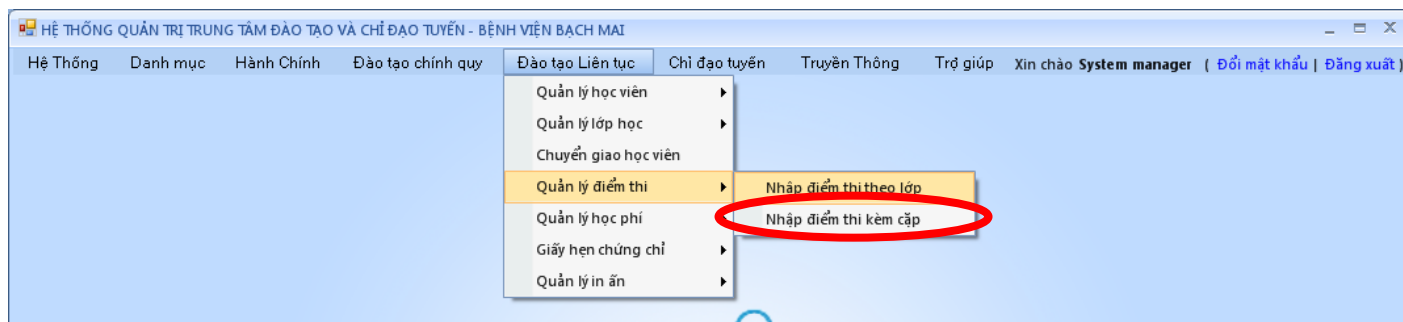 HỆ THỐNG QUẢN TRỊ TRUNG TÂM ĐÀO TẠO VÀ CHỈ ĐẠO TUYẾN - BỆNH VIỆN BẠCH MAI
Hệ Thống Danh mục Hành Chính Đào tạo chính quy Đào tạo Liên tục Chỉ đạo tuyến Truyền Thông Trợ giúp Xin chào System manager ( Đổi mật khẩu | Đăng xuất )
Quản lý học viên
Quản lý lớp học
Chuyển giao học viên
Quản lý điểm thi Nhập điểm thi theo lớp
Quản lý học phí Nhập điểm thi kèm cặp
Giấy hẹn chứng chỉ
Quản lý in ấn